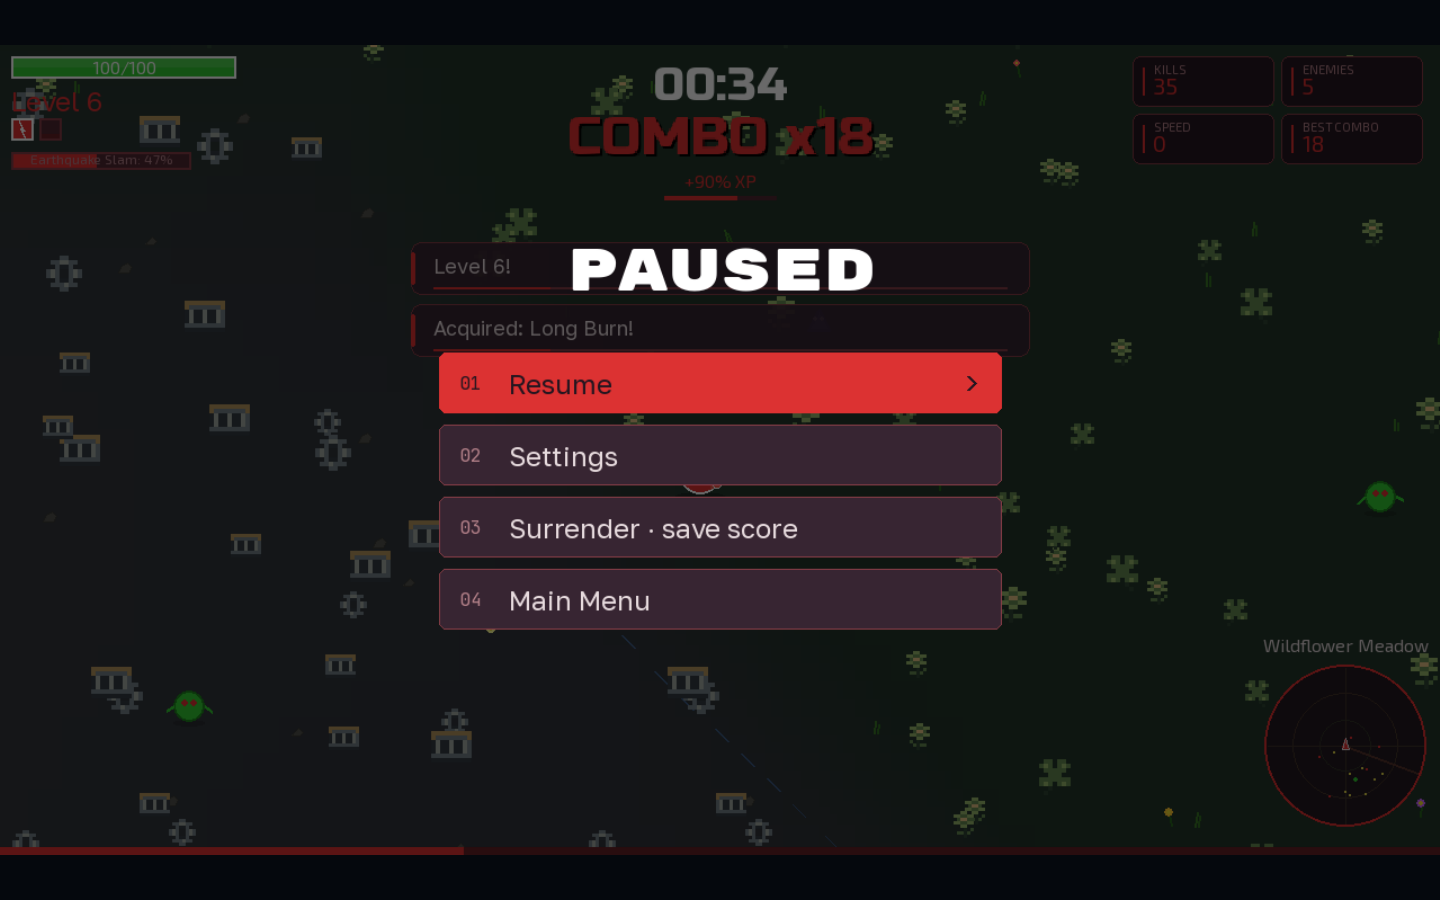 100/100
Level 6
Earthquake Slam: 47%
00:34
COMBO x18
+90% XP
KILLS
35
ENEMIES
5
SPEED
0
BEST COMBO
18
Level 6!
PAUSED
Acquired: Long Burn!
01 Resume >
02 Settings
03 Surrender · save score
04 Main Menu
Wildflower Meadow